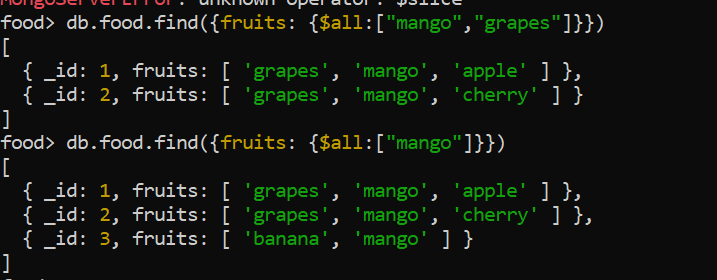 MongoServerError: unknown operator: $slice
food> db.food.find({fruits: {$all:["mango","grapes"]}})
[
  { _id: 1, fruits: [ 'grapes', 'mango', 'apple' ] },
  { _id: 2, fruits: [ 'grapes', 'mango', 'cherry' ] }
]
food> db.food.find({fruits: {$all:["mango"]}})
[
  { _id: 1, fruits: [ 'grapes', 'mango', 'apple' ] },
  { _id: 2, fruits: [ 'grapes', 'mango', 'cherry' ] },
  { _id: 3, fruits: [ 'banana', 'mango' ] }
]